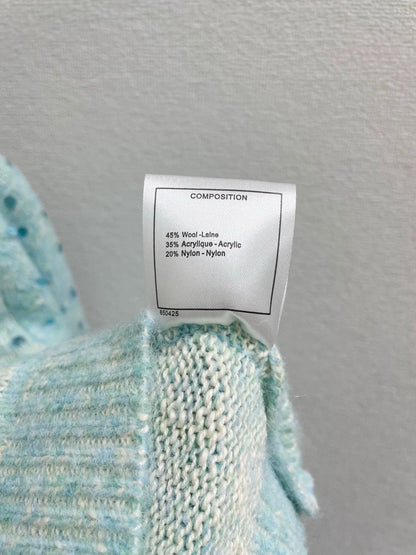 COMPOSITION
45% Wool -Laine
35% Acrylique - Acrylic
20% Nylon - Nylon
650425